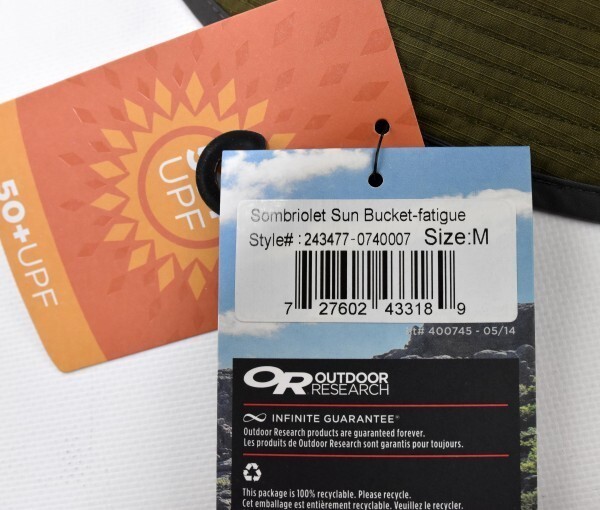 50+ UPF
UPF
Sombriolet Sun Bucket-fatigue
Style# : 243477-0740007 Size:M
7 27602 43318 9
400745 - 05/14
OR OUTDOOR
RESEARCH
INFINITE GUARANTEE®
Outdoor Research products are guaranteed forever.
Les produits de Outdoor Research sont garantis pour toujours.
This package is 100% recyclable. Please recycle.
Cet emballage est entièrement recyclable. Veuillez le recycler.